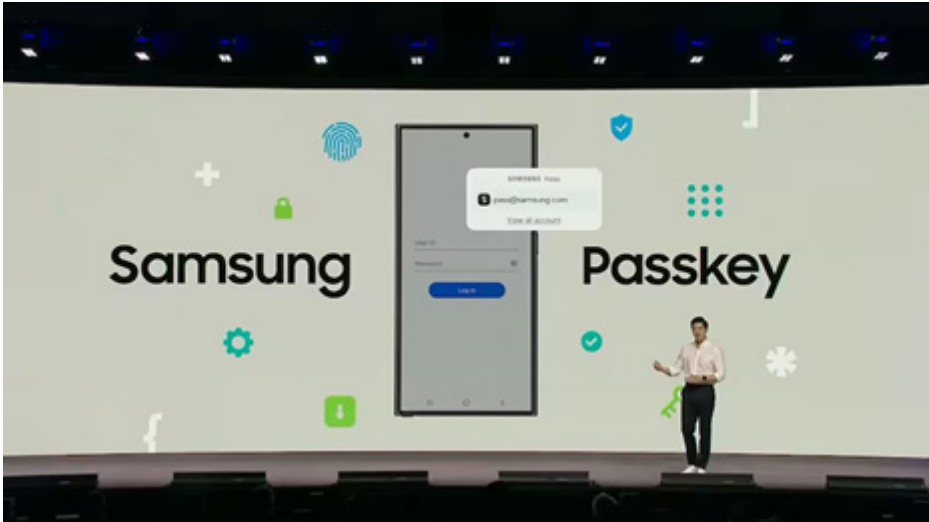 SAMSUNG Pass
pass@samsung.com
View all account
User ID
Password
Log in
Samsung
Passkey